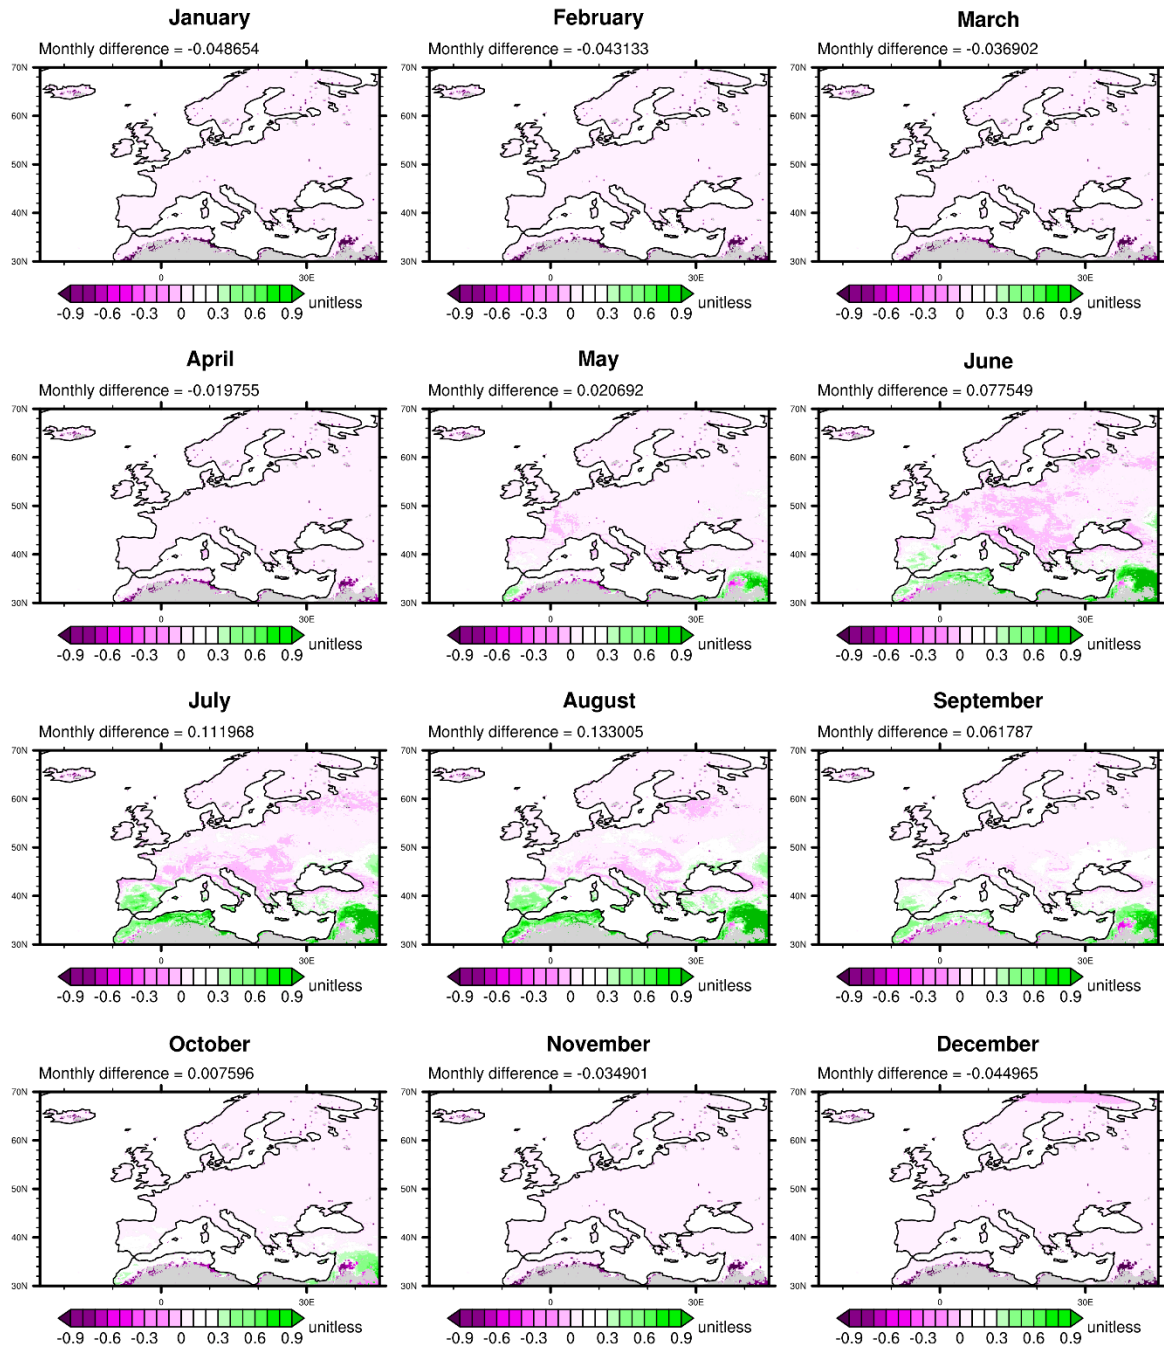 January
Monthly difference = -0.048654
70N
60N
50N
40N
30N
0
30E
-0.9 -0.6 -0.3 0 0.3 0.6 0.9 unitless
February
Monthly difference = -0.043133
70N
60N
50N
40N
30N
0
30E
-0.9 -0.6 -0.3 0 0.3 0.6 0.9 unitless
March
Monthly difference = -0.036902
70N
60N
50N
40N
30N
0
30E
-0.9 -0.6 -0.3 0 0.3 0.6 0.9 unitless
April
Monthly difference = -0.019755
70N
60N
50N
40N
30N
0
30E
-0.9 -0.6 -0.3 0 0.3 0.6 0.9 unitless
May
Monthly difference = 0.020692
70N
60N
50N
40N
30N
0
30E
-0.9 -0.6 -0.3 0 0.3 0.6 0.9 unitless
June
Monthly difference = 0.077549
70N
60N
50N
40N
30N
0
30E
-0.9 -0.6 -0.3 0 0.3 0.6 0.9 unitless
July
Monthly difference = 0.111968
70N
60N
50N
40N
30N
0
30E
-0.9 -0.6 -0.3 0 0.3 0.6 0.9 unitless
August
Monthly difference = 0.133005
70N
60N
50N
40N
30N
0
30E
-0.9 -0.6 -0.3 0 0.3 0.6 0.9 unitless
September
Monthly difference = 0.061787
70N
60N
50N
40N
30N
0
30E
-0.9 -0.6 -0.3 0 0.3 0.6 0.9 unitless
October
Monthly difference = 0.007596
70N
60N
50N
40N
30N
0
30E
-0.9 -0.6 -0.3 0 0.3 0.6 0.9 unitless
November
Monthly difference = -0.034901
70N
60N
50N
40N
30N
0
30E
-0.9 -0.6 -0.3 0 0.3 0.6 0.9 unitless
December
Monthly difference = -0.044965
70N
60N
50N
40N
30N
0
30E
-0.9 -0.6 -0.3 0 0.3 0.6 0.9 unitless